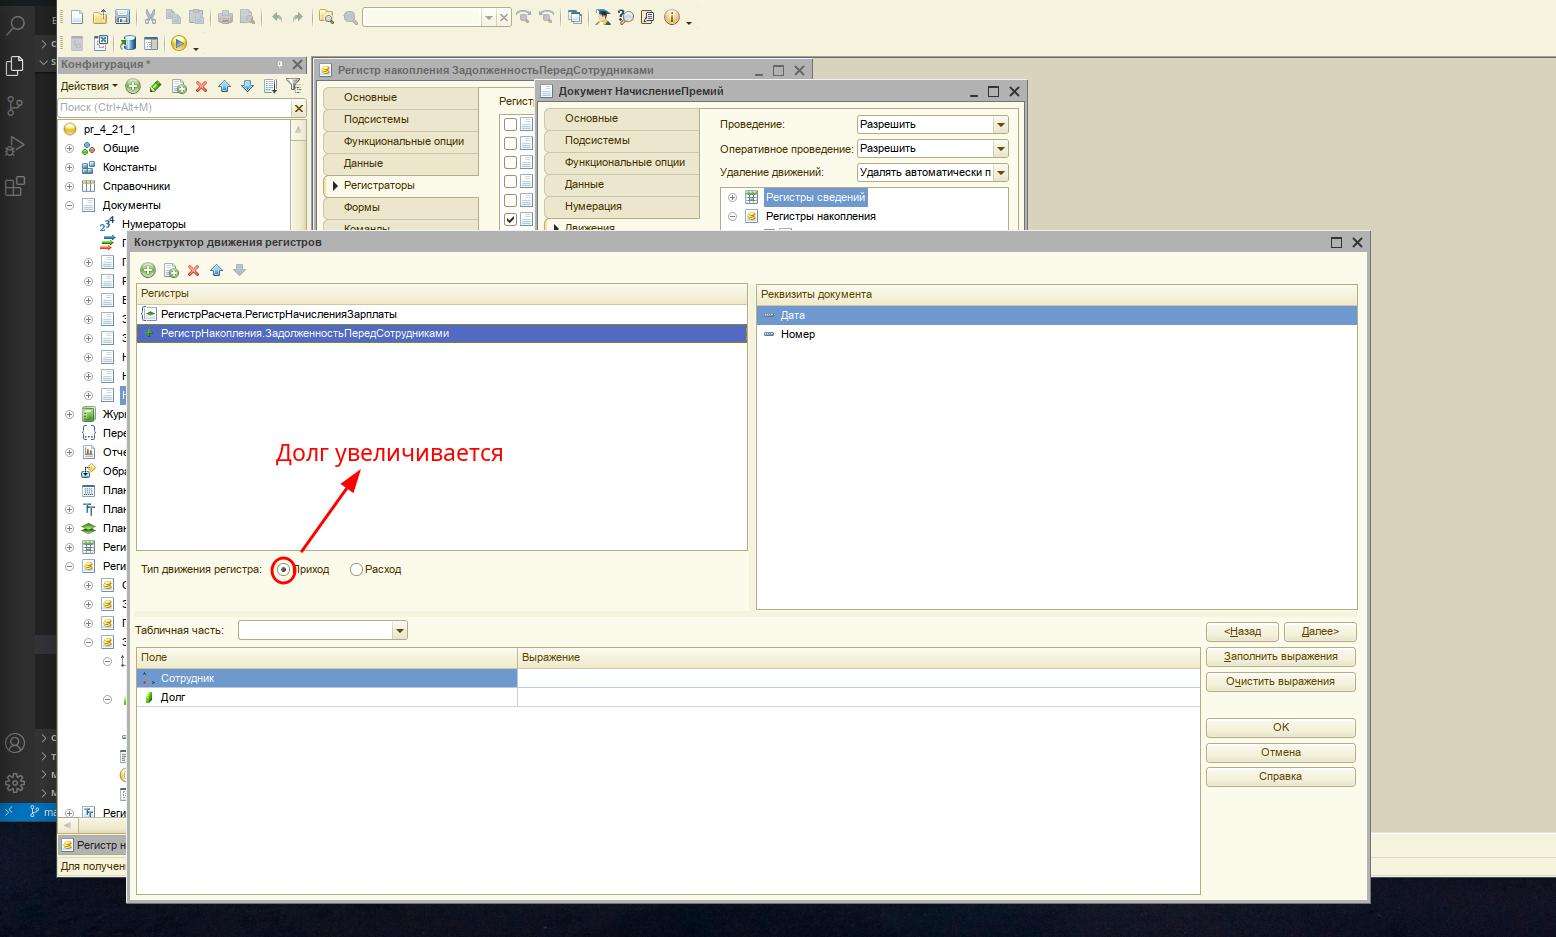 Конфигурация *
Действия
Поиск (Ctrl+Alt+M)
pr_4_21_1
Общие
Константы
Справочники
Документы
Нумераторы
Регистр накопления ЗадолженностьПередСотрудниками
Основные
Подсистемы
Функциональные опции
Данные
Регистраторы
Формы
Команды
Документ НачислениеПремий
Основные
Подсистемы
Функциональные опции
Данные
Нумерация
Движения
Проведение: Разрешить
Оперативное проведение: Разрешить
Удаление движений: Удалять автоматически п
Регистры сведений
Регистры накопления
Конструктор движения регистров
Регистры
РегистрРасчета.РегистрНачисленияЗарплаты
РегистрНакопления.ЗадолженностьПередСотрудниками
Реквизиты документа
Дата
Номер
Долг увеличивается
Тип движения регистра: Приход Расход
Табличная часть:
<Назад Далее>
Заполнить выражения
Очистить выражения
Поле Выражение
Сотрудник
Долг
OK
Отмена
Справка
Журн
Пере
Отче
Обра
План
План
План
Реги
Реги
Реги
Регистр н
Для получен